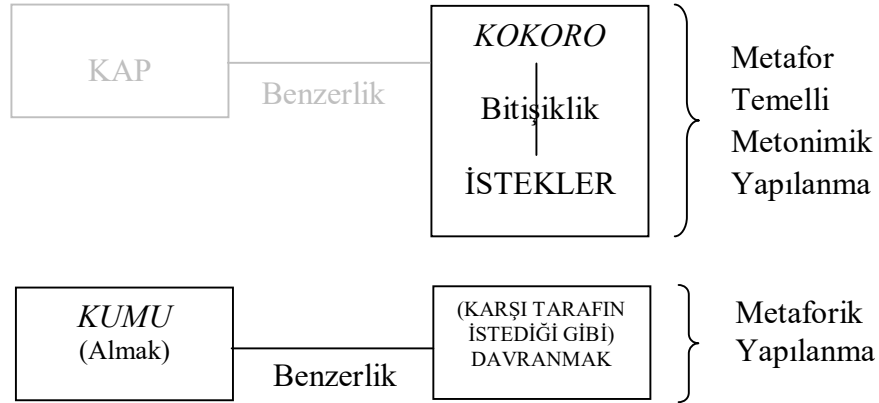 KAP
Benzerlik
KOKORO
Bitişiklik
İSTEKLER
Metafor
Temelli
Metonimik
Yapılanma
KUMU
(Almak)
Benzerlik
(KARŞI TARAFIN
İSTEDİĞİ GİBİ)
DAVRANMAK
Metaforik
Yapılanma